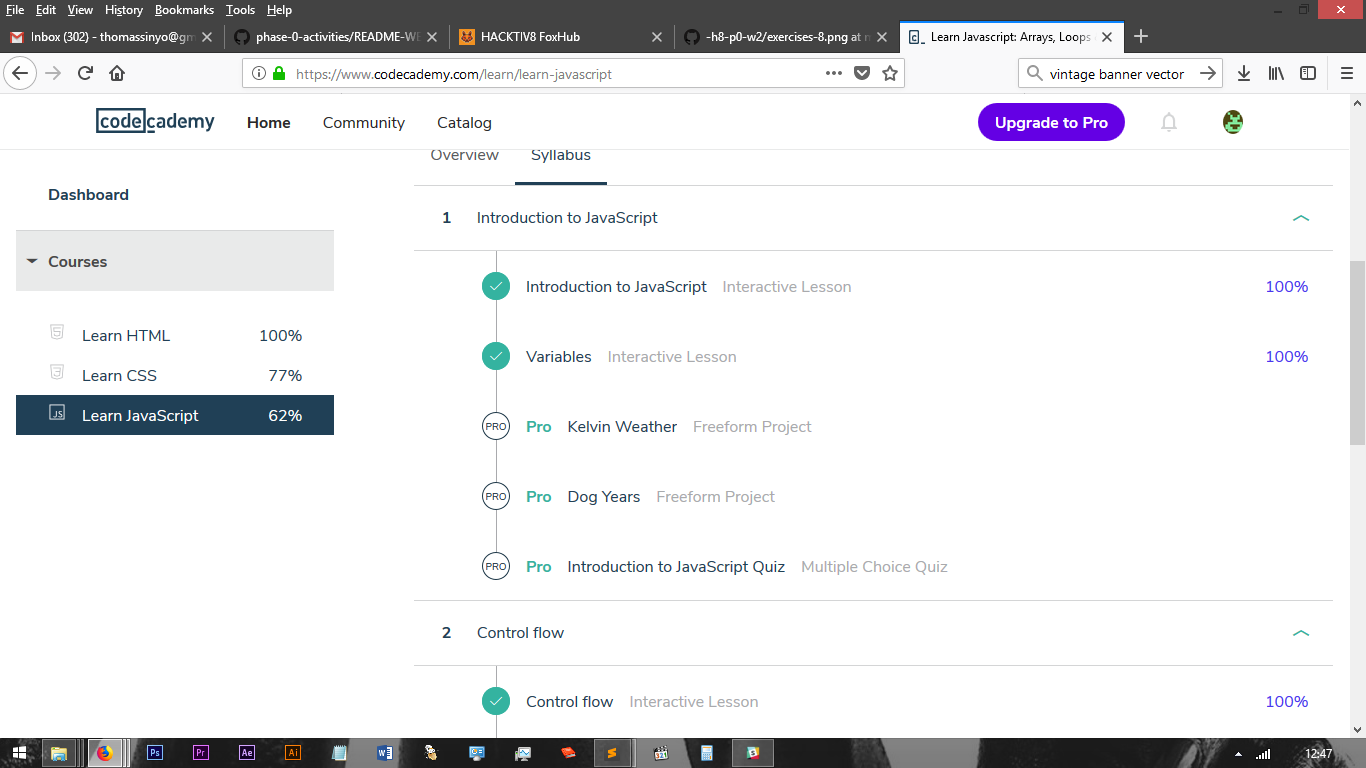 File Edit View History Bookmarks Tools Help
Inbox (302) - thomassinyo@gm
phase-0-activities/README-WE
HACKTIV8 FoxHub
-h8-p0-w2/exercises-8.png at
Learn Javascript: Arrays, Loops
https://www.codecademy.com/learn/learn-javascript
vintage banner vector
codecademy Home Community Catalog Upgrade to Pro
Overview Syllabus
Dashboard
Courses
Learn HTML 100%
Learn CSS 77%
JS Learn JavaScript 62%
1 Introduction to JavaScript
Introduction to JavaScript Interactive Lesson 100%
Variables Interactive Lesson 100%
PRO Pro Kelvin Weather Freeform Project
PRO Pro Dog Years Freeform Project
PRO Pro Introduction to JavaScript Quiz Multiple Choice Quiz
2 Control flow
Control flow Interactive Lesson 100%
Ps Pr Ae Ai 12:47